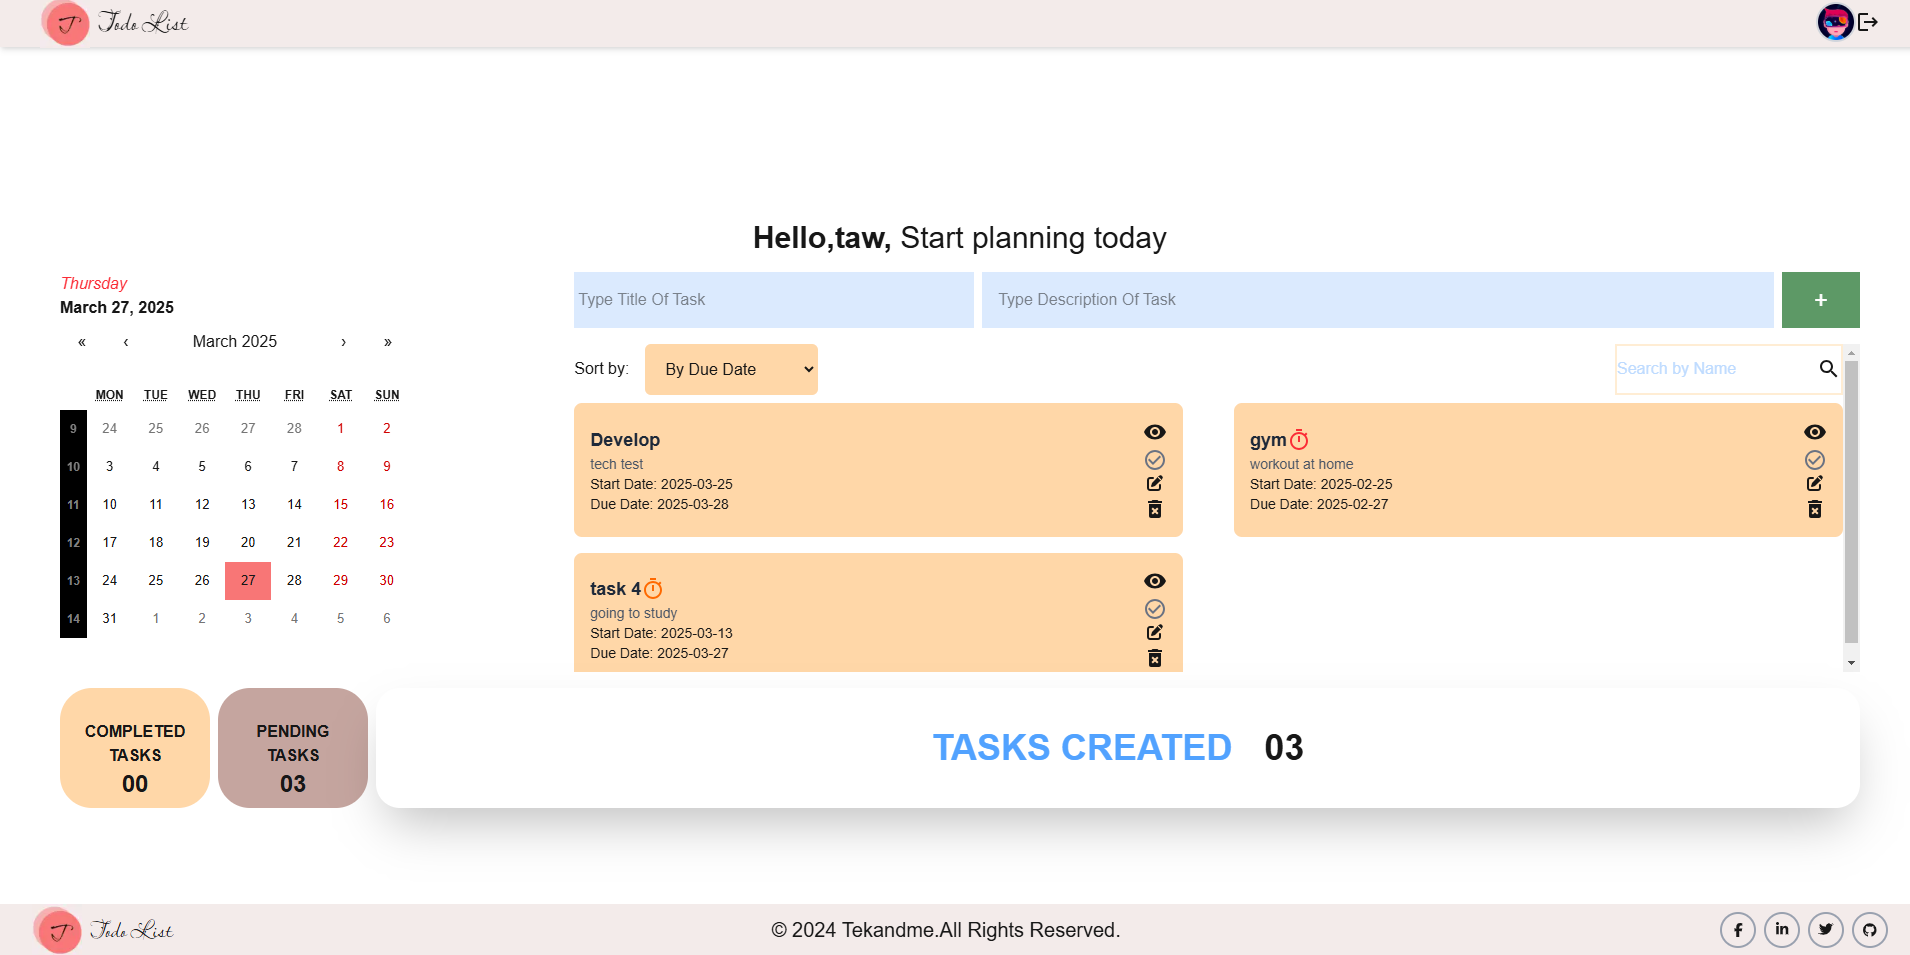 Todo List
Hello,taw, Start planning today
Thursday
March 27, 2025
« ‹ March 2025 › »
MON TUE WED THU FRI SAT SUN
9 24 25 26 27 28 1 2
10 3 4 5 6 7 8 9
11 10 11 12 13 14 15 16
12 17 18 19 20 21 22 23
13 24 25 26 27 28 29 30
14 31 1 2 3 4 5 6
Type Title Of Task
Type Description Of Task
+
Sort by:
By Due Date
Search by Name
Develop
tech test
Start Date: 2025-03-25
Due Date: 2025-03-28
gym
workout at home
Start Date: 2025-02-25
Due Date: 2025-02-27
task 4
going to study
Start Date: 2025-03-13
Due Date: 2025-03-27
COMPLETED
TASKS
00
PENDING
TASKS
03
TASKS CREATED 03
Todo List
© 2024 Tekandme.All Rights Reserved.